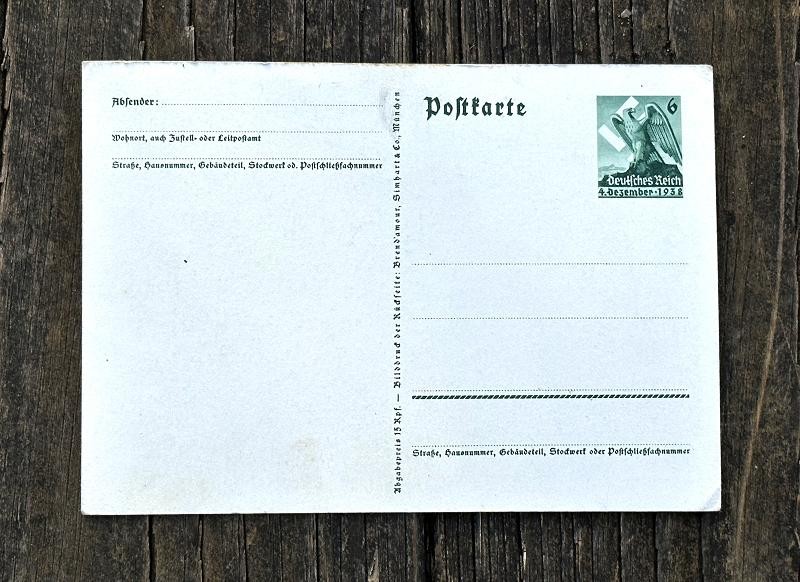 Absender:
Wohnort, auch Zustell- oder Leitpostamt
Straße, Hausnummer, Gebäudeteil, Stockwerk od. Postschließfachnummer
Abgabepreis 15 Rpf. — Bilddruck der Rückseite: Brend'amour, Simhart & Co., München
Postkarte
6
Deutsches Reich
4. Dezember · 1938
Straße, Hausnummer, Gebäudeteil, Stockwerk oder Postschließfachnummer